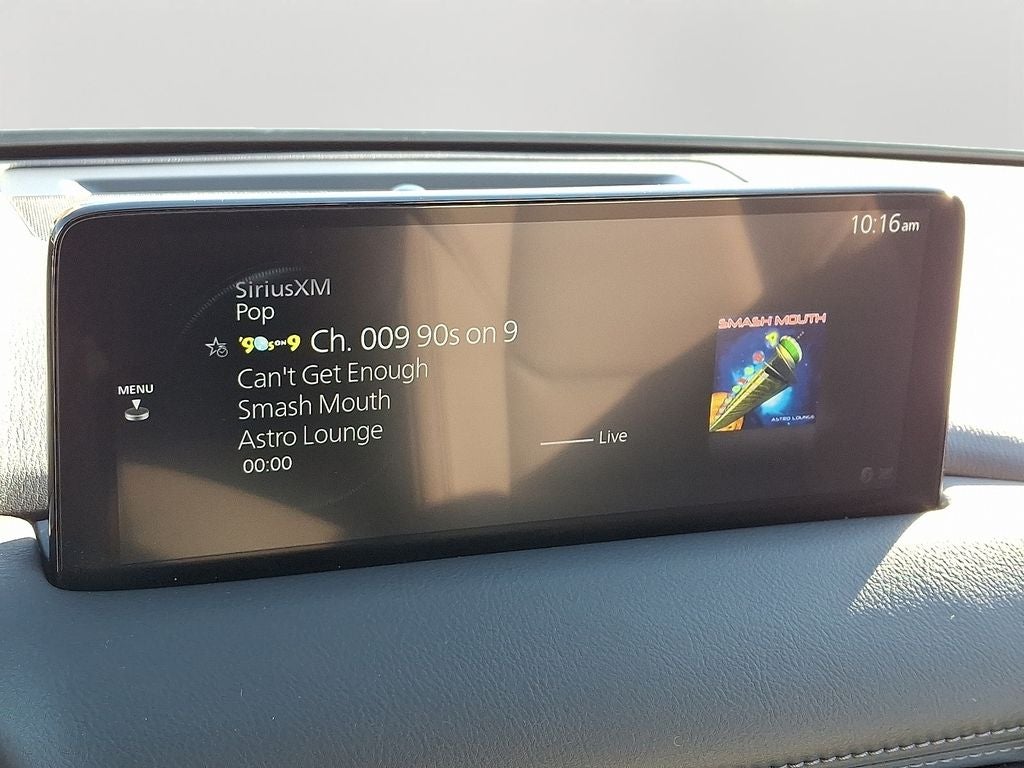 10:16am
SiriusXM
Pop
'90s ON 9 Ch. 009 90s on 9
MENU
Can't Get Enough
Smash Mouth
Astro Lounge
00:00
Live
SMASH MOUTH
ASTRO LOUNGE